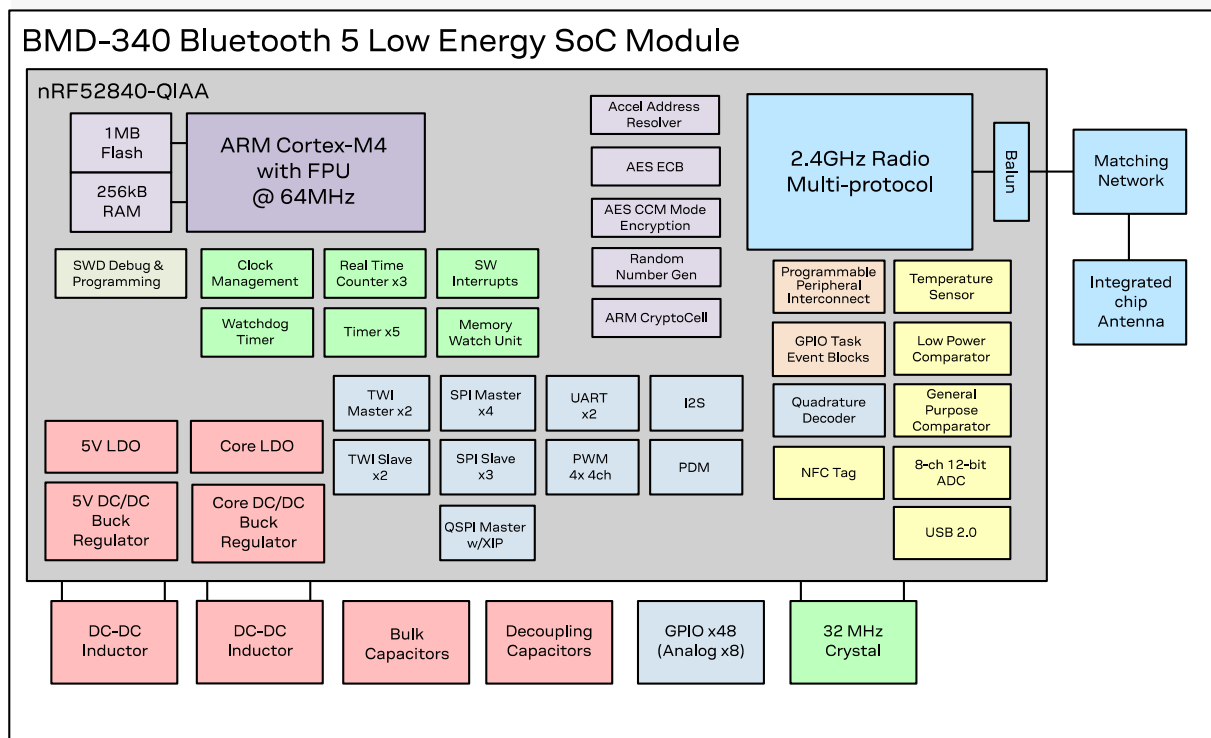 BMD-340 Bluetooth 5 Low Energy SoC Module
nRF52840-QIAA
1MB
Flash
256kB
RAM
ARM Cortex-M4
with FPU
@ 64MHz
Accel Address
Resolver
AES ECB
AES CCM Mode
Encryption
Random
Number Gen
ARM CryptoCell
2.4GHz Radio
Multi-protocol
Balun
Matching
Network
Integrated
chip
Antenna
SWD Debug &
Programming
Clock
Management
Real Time
Counter x3
SW
Interrupts
Watchdog
Timer
Timer x5
Memory
Watch Unit
Programmable
Peripheral
Interconnect
Temperature
Sensor
GPIO Task
Event Blocks
Low Power
Comparator
Quadrature
Decoder
General
Purpose
Comparator
NFC Tag
8-ch 12-bit
ADC
USB 2.0
TWI
Master x2
SPI Master
x4
UART
x2
I2S
TWI Slave
x2
SPI Slave
x3
PWM
4x 4ch
PDM
QSPI Master
w/XIP
5V LDO
Core LDO
5V DC/DC
Buck
Regulator
Core DC/DC
Buck
Regulator
DC-DC
Inductor
DC-DC
Inductor
Bulk
Capacitors
Decoupling
Capacitors
GPIO x48
(Analog x8)
32 MHz
Crystal